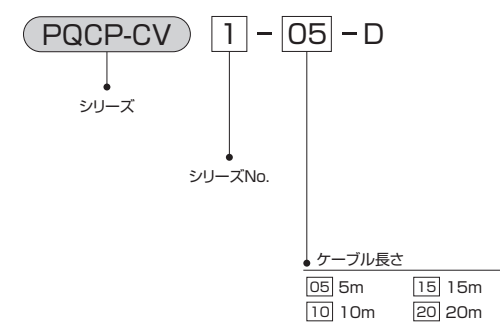 PQCP-CV 1 - 05 - D
シリーズ
シリーズNo.
ケーブル長さ
05 5m 15 15m
10 10m 20 20m